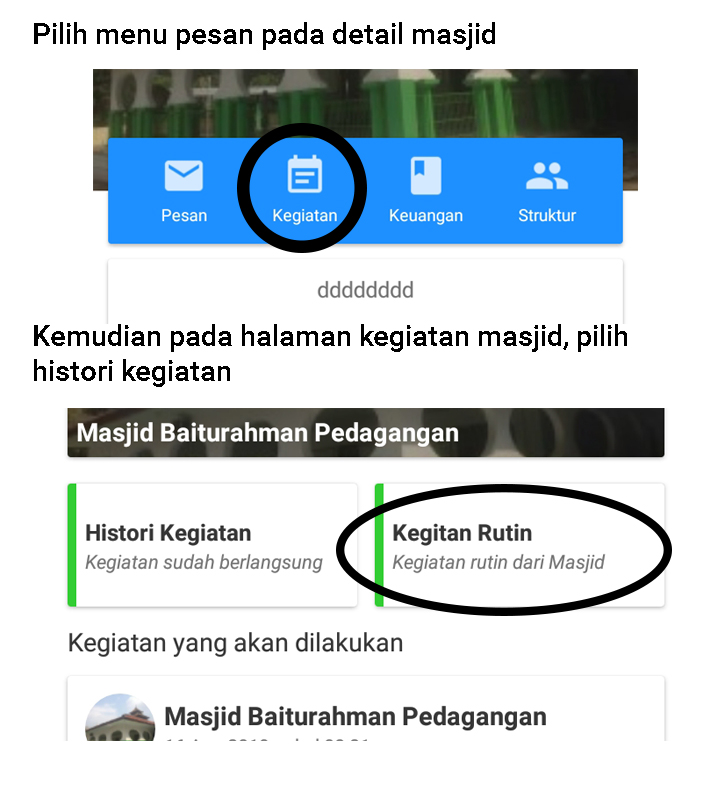 Pilih menu pesan pada detail masjid
Pesan Kegiatan Keuangan Struktur
dddddddd
Kemudian pada halaman kegiatan masjid, pilih
histori kegiatan
Masjid Baiturahman Pedagangan
Histori Kegiatan
Kegiatan sudah berlangsung
Kegitan Rutin
Kegiatan rutin dari Masjid
Kegiatan yang akan dilakukan
Masjid Baiturahman Pedagangan